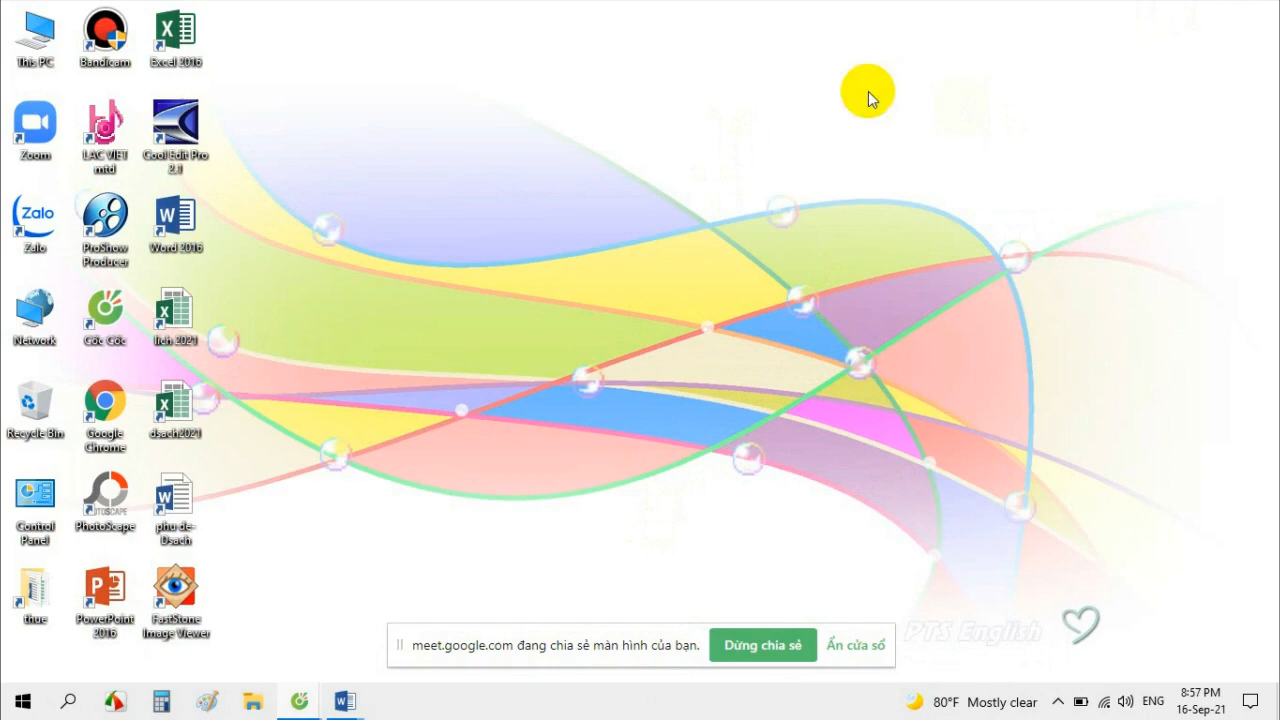 This PC
Bandicam
Excel 2016
Zoom
LAC VIET
mtd
Cool Edit Pro
2.1
Zalo
Zalo
ProShow
Producer
Word 2016
Network
Cốc Cốc
lich 2021
Recycle Bin
Google
Chrome
dsach2021
Control
Panel
PhotoScape
phu de-
Dsach
thue
PowerPoint
2016
FastStone
Image Viewer
PTS English
meet.google.com đang chia sẻ màn hình của bạn.
Dừng chia sẻ
Ẩn cửa sổ
80°F Mostly clear
ENG
8:57 PM
16-Sep-21